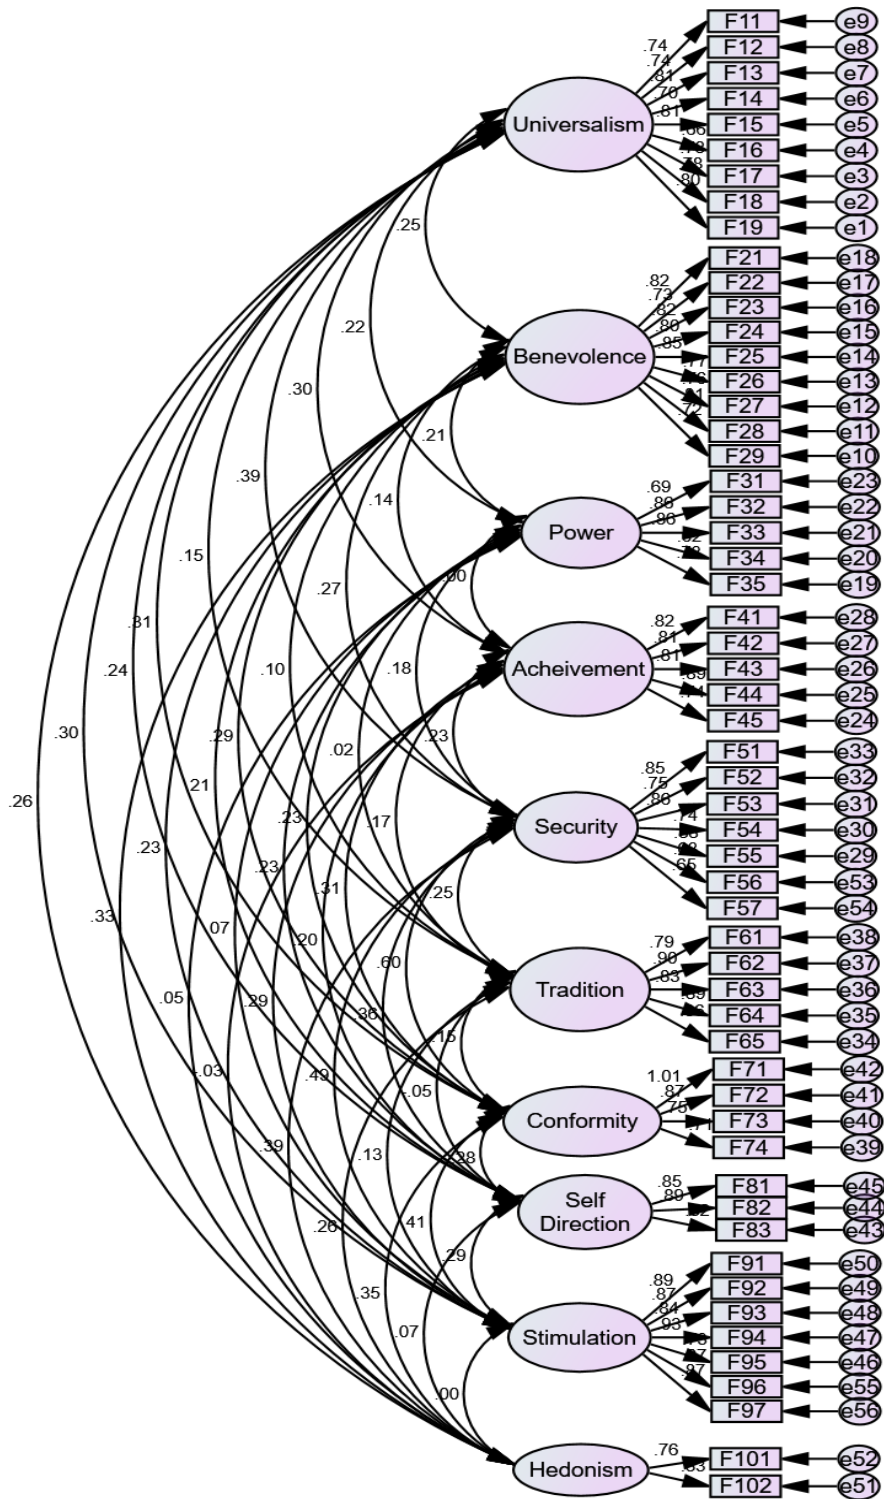 F11 e9
.74
F12 e8
.74
F13 e7
.81
F14 e6
.70
Universalism
F15 e5
.81
F16 e4
F17 e3
.78
F18 e2
.80
F19 e1
.25
F21 e18
.82
F22 e17
.73
F23 e16
.82
.22
F24 e15
.80
Benevolence
F25 e14
.85
F26 e13
.30
F27 e12
F28 e11
.72
.21
F29 e10
.39
F31 e23
.69
.14
F32 e22
.86
Power
F33 e21
.86
.15
F34 e20
F35 e19
.27
.00
F41 e28
.82
.31
F42 e27
.81
.24
.10
.18
Acheivement
F43 e26
.81
F44 e25
.89
F45 e24
.30
.29
.02
.23
F51 e33
.85
F52 e32
.75
.26
.21
F53 e31
.86
.23
.17
Security
F54 e30
.74
.23
F55 e29
.23
F56 e53
.65
.31
.25
F57 e54
.33
.07
.20
F61 e38
.79
.60
F62 e37
.90
.05
.29
Tradition
F63 e36
.83
.36
F64 e35
.89
.15
F65 e34
.03
.49
.05
F71 e42
1.01
F72 e41
.87
Conformity
F73 e40
.75
.39
.13
.28
F74 e39
.71
F81 e45
.85
Self
Direction
F82 e44
.89
.26
.41
F83 e43
.29
F91 e50
.89
.35
F92 e49
.87
F93 e48
.84
.07
Stimulation
F94 e47
.93
F95 e46
F96 e55
.87
.00
F97 e56
F101 e52
.76
Hedonism
F102 e51